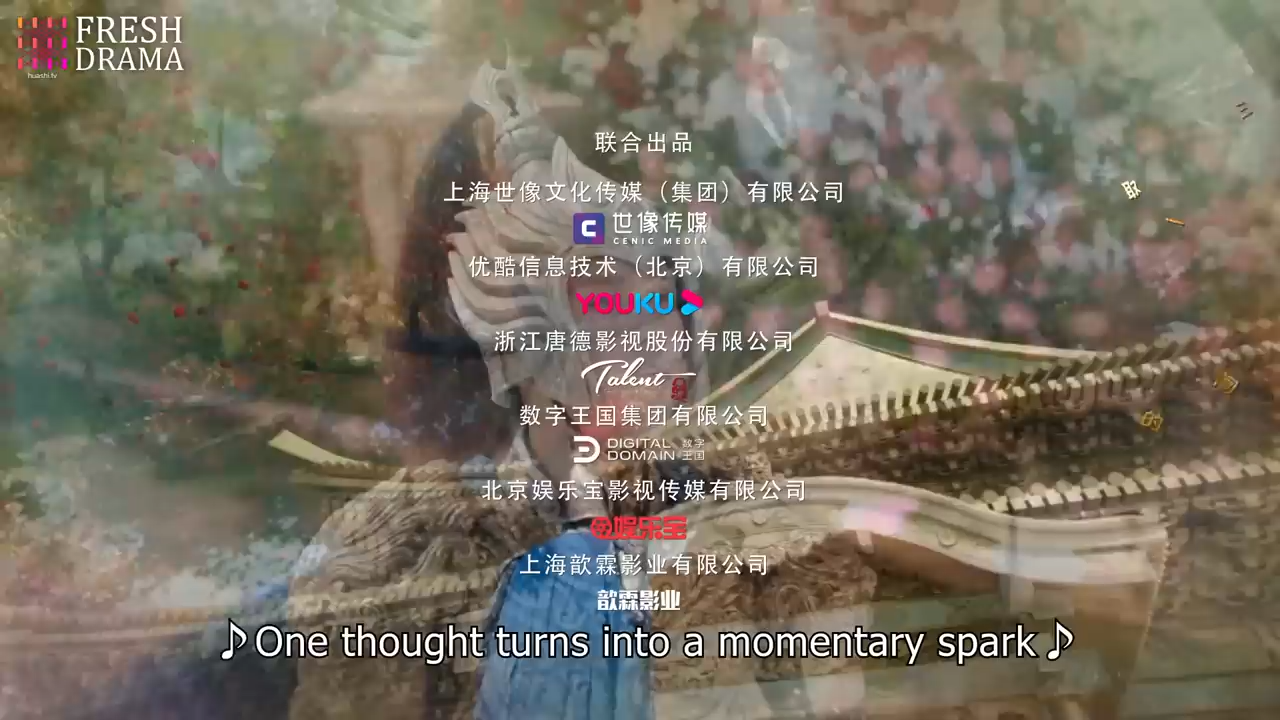 FRESH
DRAMA
huashi.tv
联合出品
上海世像文化传媒（集团）有限公司
C 世像传媒
CENIC MEDIA
优酷信息技术（北京）有限公司
YOUKU
浙江唐德影视股份有限公司
Talent
数字王国集团有限公司
DIGITAL 数字
DOMAIN 王国
北京娱乐宝影视传媒有限公司
娱乐宝
上海歆霖影业有限公司
歆霖影业
♪One thought turns into a momentary spark♪